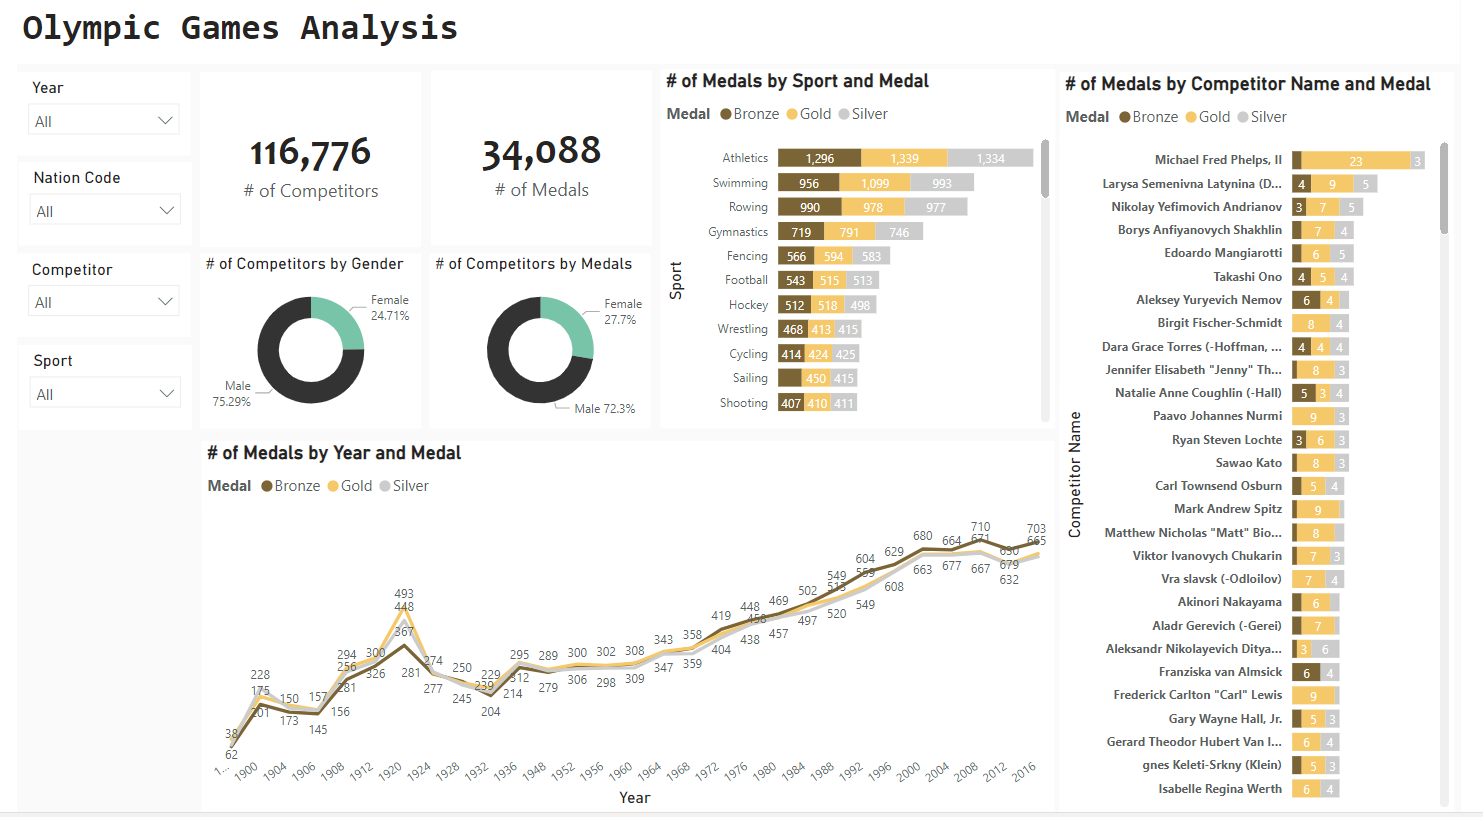 Olympic Games Analysis
Year
All
Nation Code
All
Competitor
All
Sport
All
116,776
# of Competitors
34,088
# of Medals
# of Competitors by Gender
Female
24.71%
Male
75.29%
# of Competitors by Medals
Female
27.7%
Male 72.3%
# of Medals by Sport and Medal
Medal Bronze Gold Silver
Sport
Athletics 1,296 1,339 1,334
Swimming 956 1,099 993
Rowing 990 978 977
Gymnastics 719 791 746
Fencing 566 594 583
Football 543 515 513
Hockey 512 518 498
Wrestling 468 413 415
Cycling 414 424 425
Sailing 450 415
Shooting 407 410 411
# of Medals by Year and Medal
Medal Bronze Gold Silver
38 62
228 175 201
150 173
157 145
294 256 281 156
300 326
493 448 367 281
274 277
250 245
229 239 204
295 312 214
289 279
300 306
302 298
308 309
343 347
358 359
419 404
448 458 438
469 457
502 497
549 513 520
604 559 549
629 608
680 663
664 677
710 671 667
630 679 632
703 665
1... 1900 1904 1906 1908 1912 1920 1924 1928 1932 1936 1948 1952 1956 1960 1964 1968 1972 1976 1980 1984 1988 1992 1996 2000 2004 2008 2012 2016
Year
# of Medals by Competitor Name and Medal
Medal Bronze Gold Silver
Competitor Name
Michael Fred Phelps, II 23 3
Larysa Semenivna Latynina (D... 4 9 5
Nikolay Yefimovich Andrianov 3 7 5
Borys Anfiyanovych Shakhlin 7 4
Edoardo Mangiarotti 6 5
Takashi Ono 4 5 4
Aleksey Yuryevich Nemov 6 4
Birgit Fischer-Schmidt 8 4
Dara Grace Torres (-Hoffman, ... 4 4 4
Jennifer Elisabeth "Jenny" Th... 8 3
Natalie Anne Coughlin (-Hall) 5 3 4
Paavo Johannes Nurmi 9 3
Ryan Steven Lochte 3 6 3
Sawao Kato 8 3
Carl Townsend Osburn 5 4
Mark Andrew Spitz 9
Matthew Nicholas "Matt" Bio... 8
Viktor Ivanovych Chukarin 7 3
Vra slavsk (-Odloilov) 7 4
Akinori Nakayama 6
Aladr Gerevich (-Gerei) 7
Aleksandr Nikolayevich Ditya... 3 6
Franziska van Almsick 6 4
Frederick Carlton "Carl" Lewis 9
Gary Wayne Hall, Jr. 5 3
Gerard Theodor Hubert Van I... 6 4
gnes Keleti-Srkny (Klein) 5 3
Isabelle Regina Werth 6 4